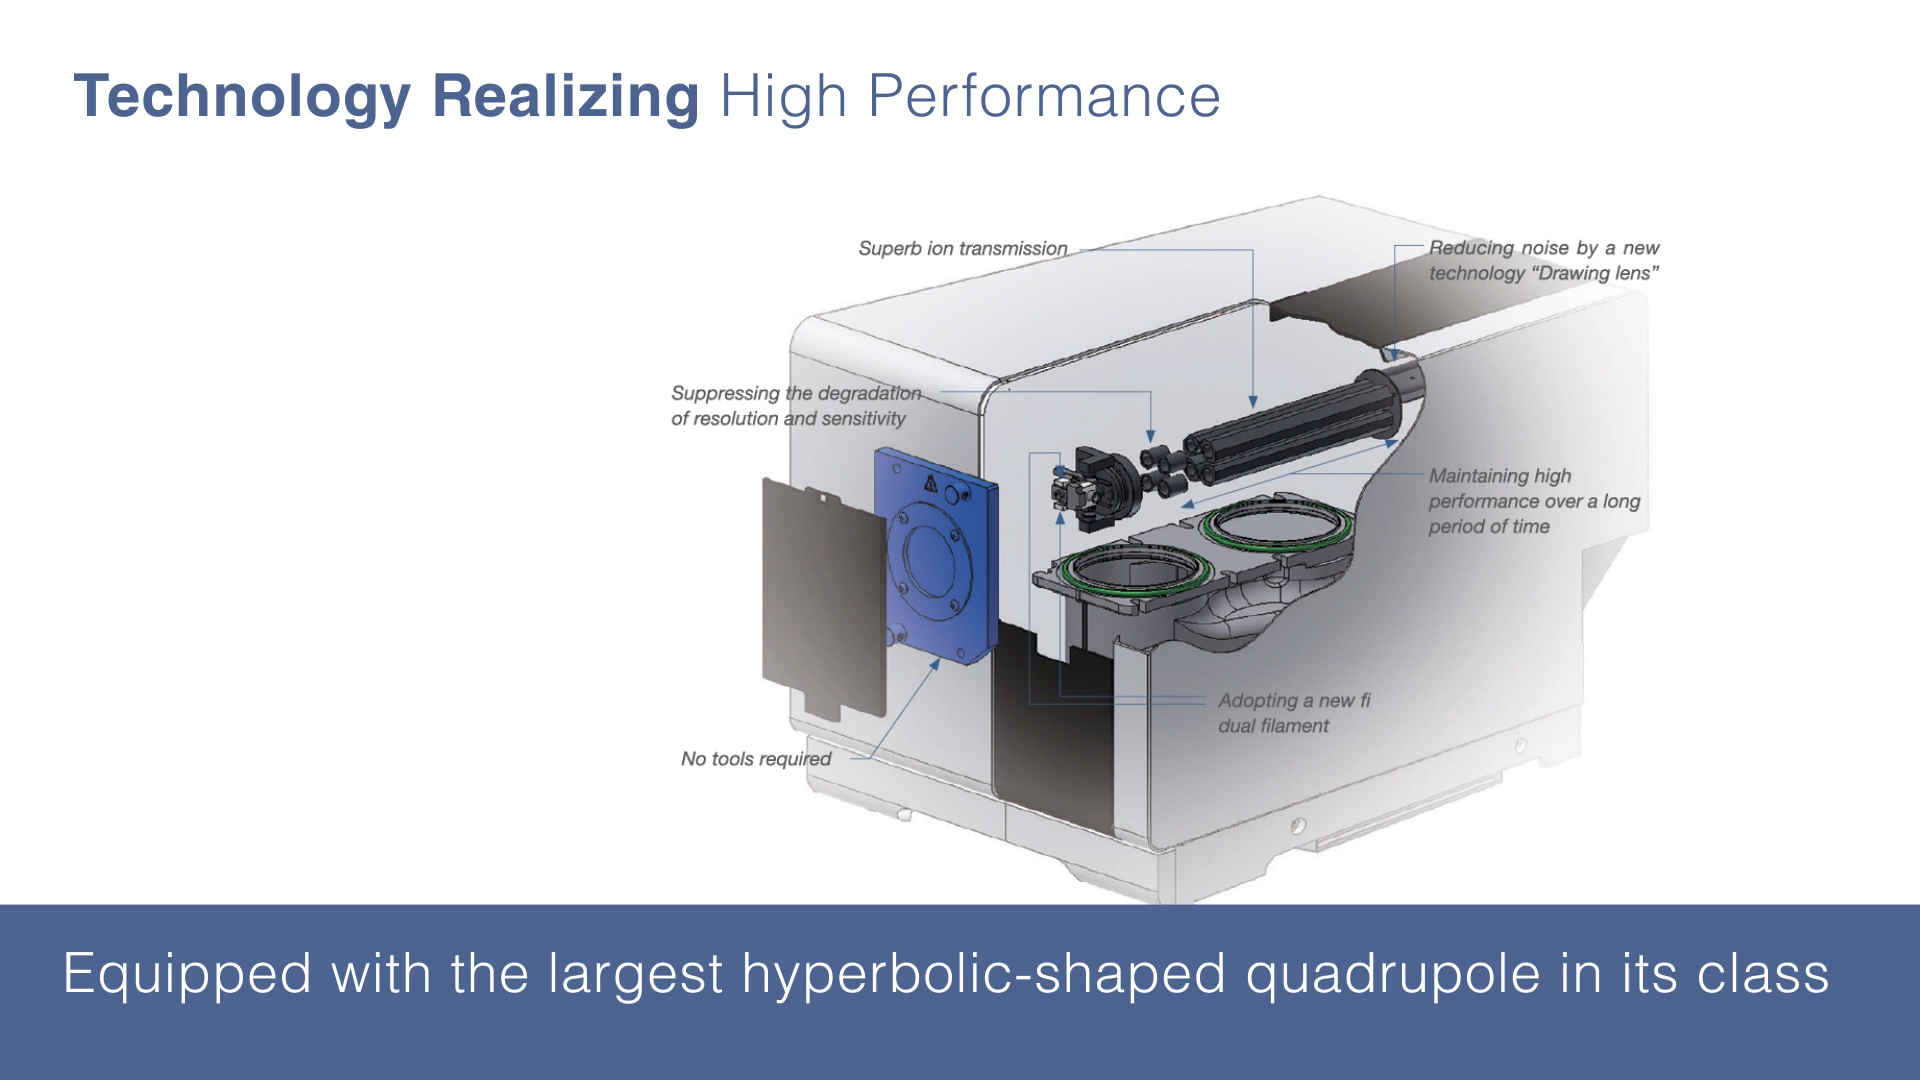 Technology Realizing High Performance
Superb ion transmission
Reducing noise by a new
technology “Drawing lens”
Suppressing the degradation
of resolution and sensitivity
Maintaining high
performance over a long
period of time
Adopting a new fi
dual filament
No tools required
Equipped with the largest hyperbolic-shaped quadrupole in its class